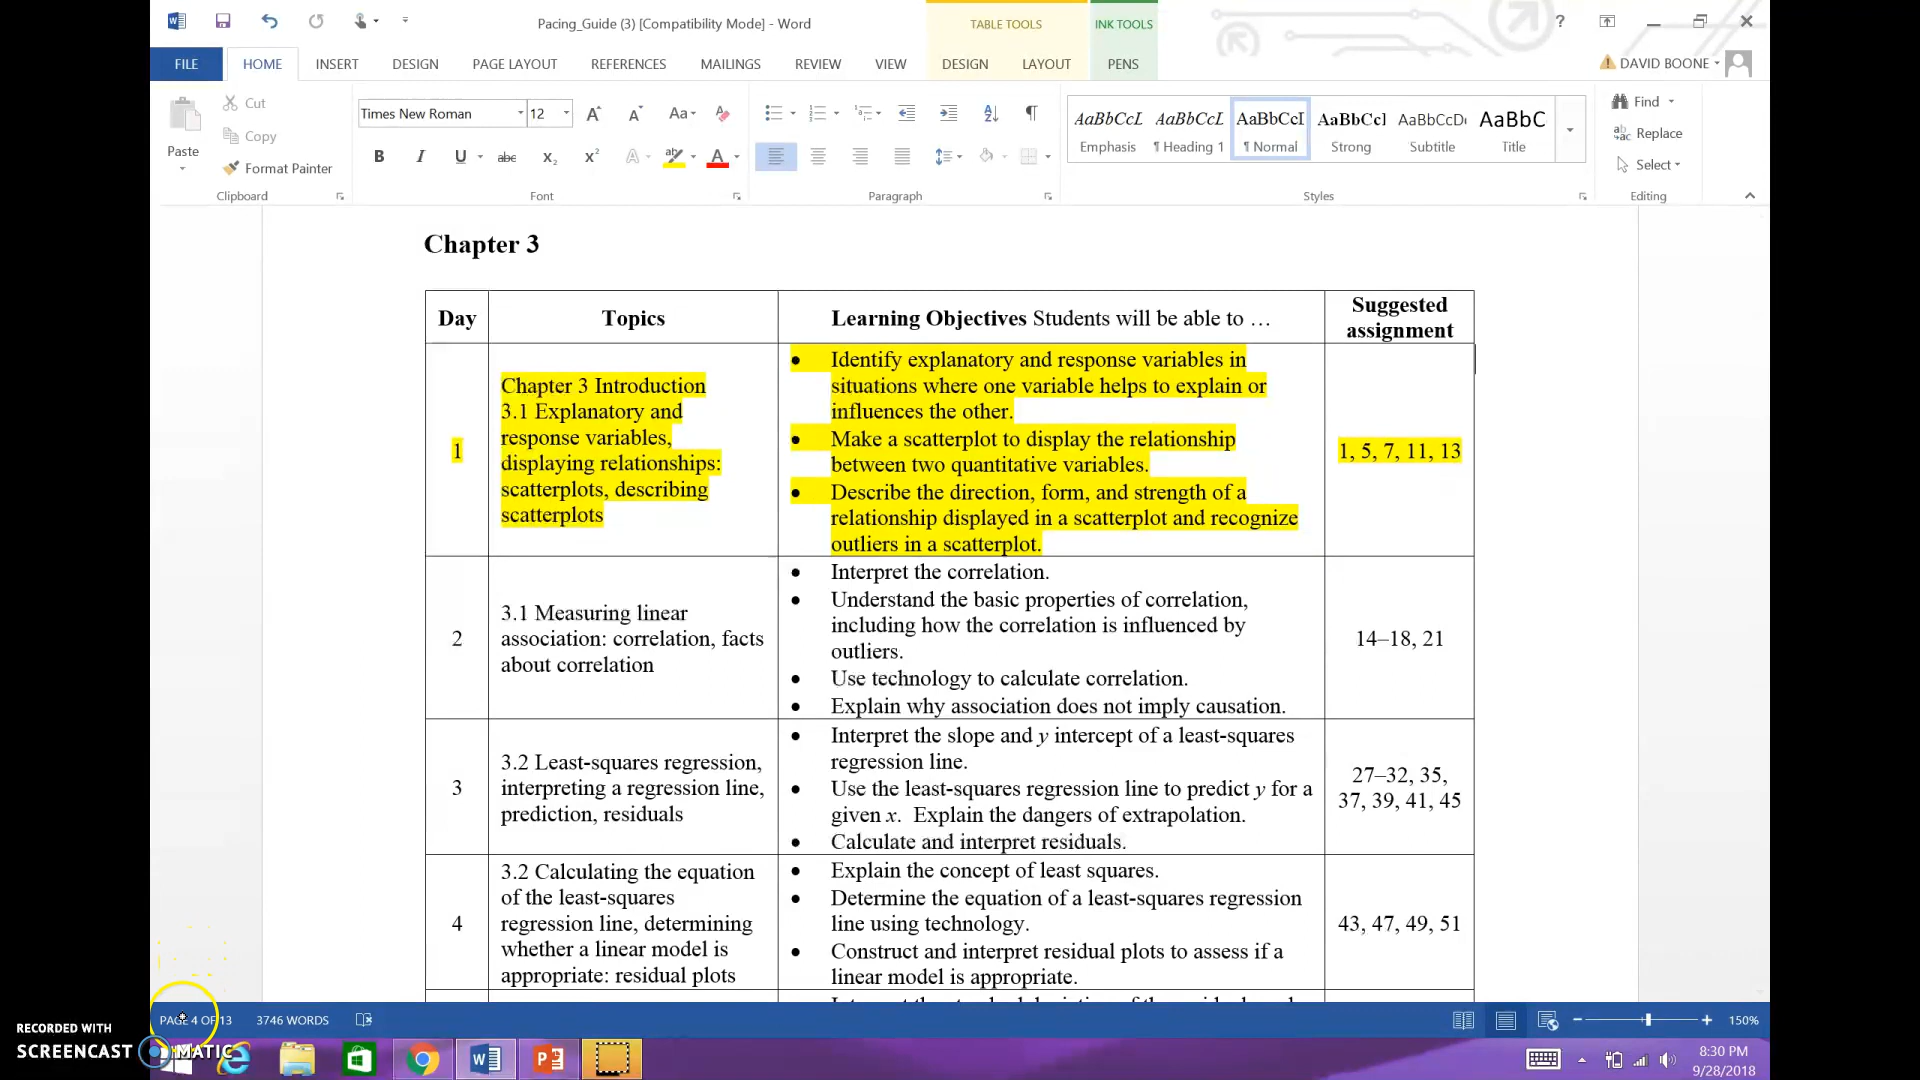 Pacing_Guide (3) [Compatibility Mode] - Word
TABLE TOOLS
INK TOOLS
?
FILE
HOME
INSERT
DESIGN
PAGE LAYOUT
REFERENCES
MAILINGS
REVIEW
VIEW
DESIGN
LAYOUT
PENS
DAVID BOONE
Paste
Cut
Copy
Format Painter
Clipboard
Times New Roman
12
Aa
B I U abc X₂ X² A A
Font
Paragraph
AaBbCcL
Emphasis
AaBbCcL
¶ Heading 1
AaBbCcI
¶ Normal
AaBbCcl
Strong
AaBbCcDc
Subtitle
AaBbC
Title
Styles
Find
Replace
Select
Editing
Chapter 3
Day
Topics
Learning Objectives Students will be able to …
Suggested
assignment
1
Chapter 3 Introduction
3.1 Explanatory and
response variables,
displaying relationships:
scatterplots, describing
scatterplots
• Identify explanatory and response variables in
situations where one variable helps to explain or
influences the other.
• Make a scatterplot to display the relationship
between two quantitative variables.
• Describe the direction, form, and strength of a
relationship displayed in a scatterplot and recognize
outliers in a scatterplot.
1, 5, 7, 11, 13
2
3.1 Measuring linear
association: correlation, facts
about correlation
• Interpret the correlation.
• Understand the basic properties of correlation,
including how the correlation is influenced by
outliers.
• Use technology to calculate correlation.
• Explain why association does not imply causation.
14–18, 21
3
3.2 Least-squares regression,
interpreting a regression line,
prediction, residuals
• Interpret the slope and y intercept of a least-squares
regression line.
• Use the least-squares regression line to predict y for a
given x. Explain the dangers of extrapolation.
• Calculate and interpret residuals.
27–32, 35,
37, 39, 41, 45
4
3.2 Calculating the equation
of the least-squares
regression line, determining
whether a linear model is
appropriate: residual plots
• Explain the concept of least squares.
• Determine the equation of a least-squares regression
line using technology.
• Construct and interpret residual plots to assess if a
linear model is appropriate.
43, 47, 49, 51
PAGE 4 OF 13
3746 WORDS
150%
RECORDED WITH
SCREENCAST MATIC
8:30 PM
9/28/2018